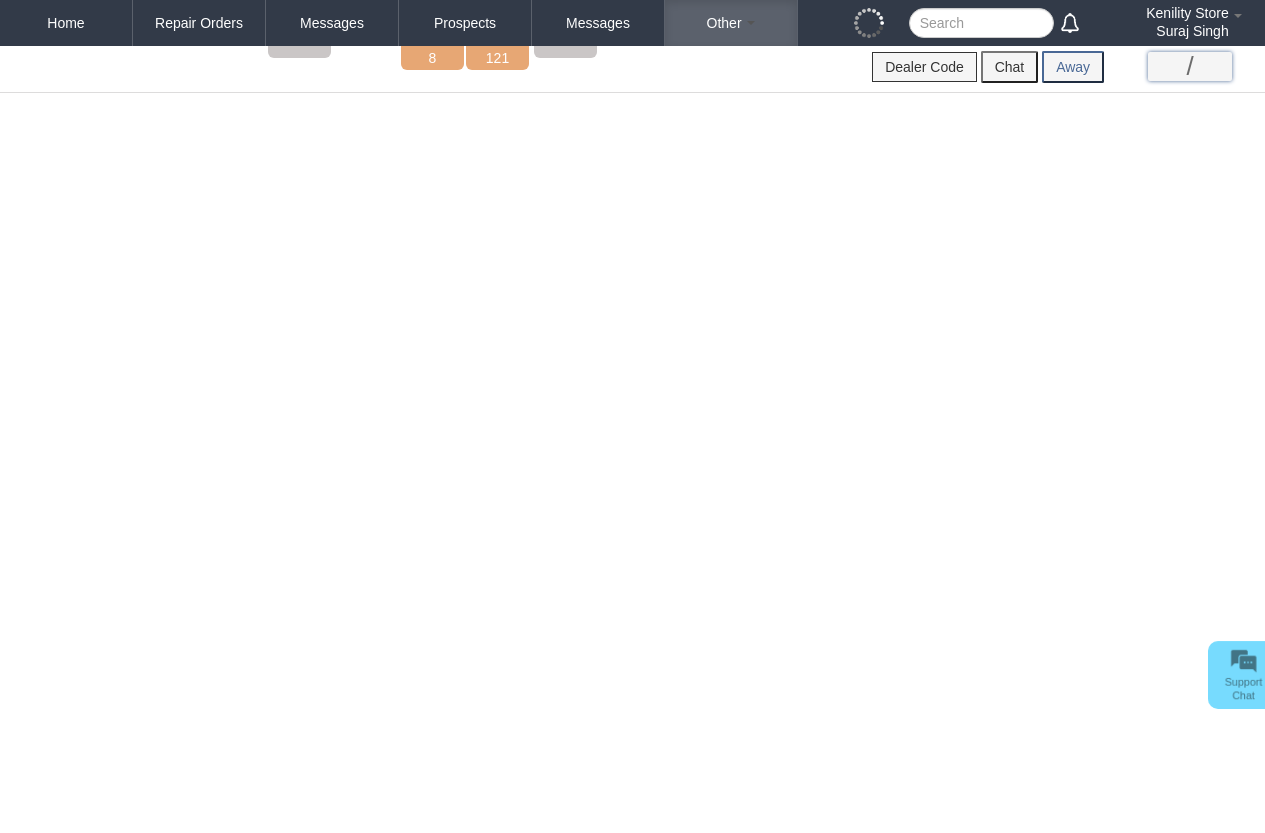 Home
Repair Orders
Messages
Prospects
Messages
Other
Search
Kenility Store
Suraj Singh
8
121
Dealer Code
Chat
Away
/
Support
Chat